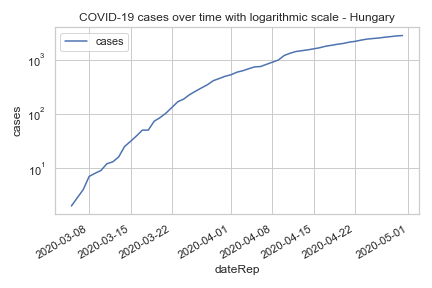 COVID-19 cases over time with logarithmic scale - Hungary
cases
10³
10²
10¹
cases
2020-03-08
2020-03-15
2020-03-22
2020-04-01
2020-04-08
2020-04-15
2020-04-22
2020-05-01
dateRep